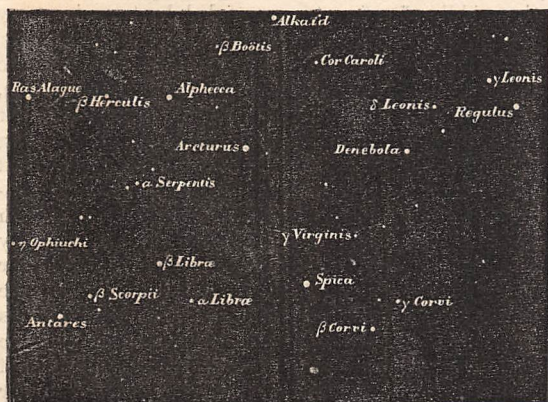 Alkaïd
β Boötis
Cor Caroli
γ Leonis
Ras Alague
β Herculis
Alphecca
δ Leonis
Regulus
Arcturus
Denebola
α Serpentis
γ Virginis
η Ophiuchi
β Libræ
Spica
β Scorpii
α Libræ
γ Corvi
Antares
β Corvi